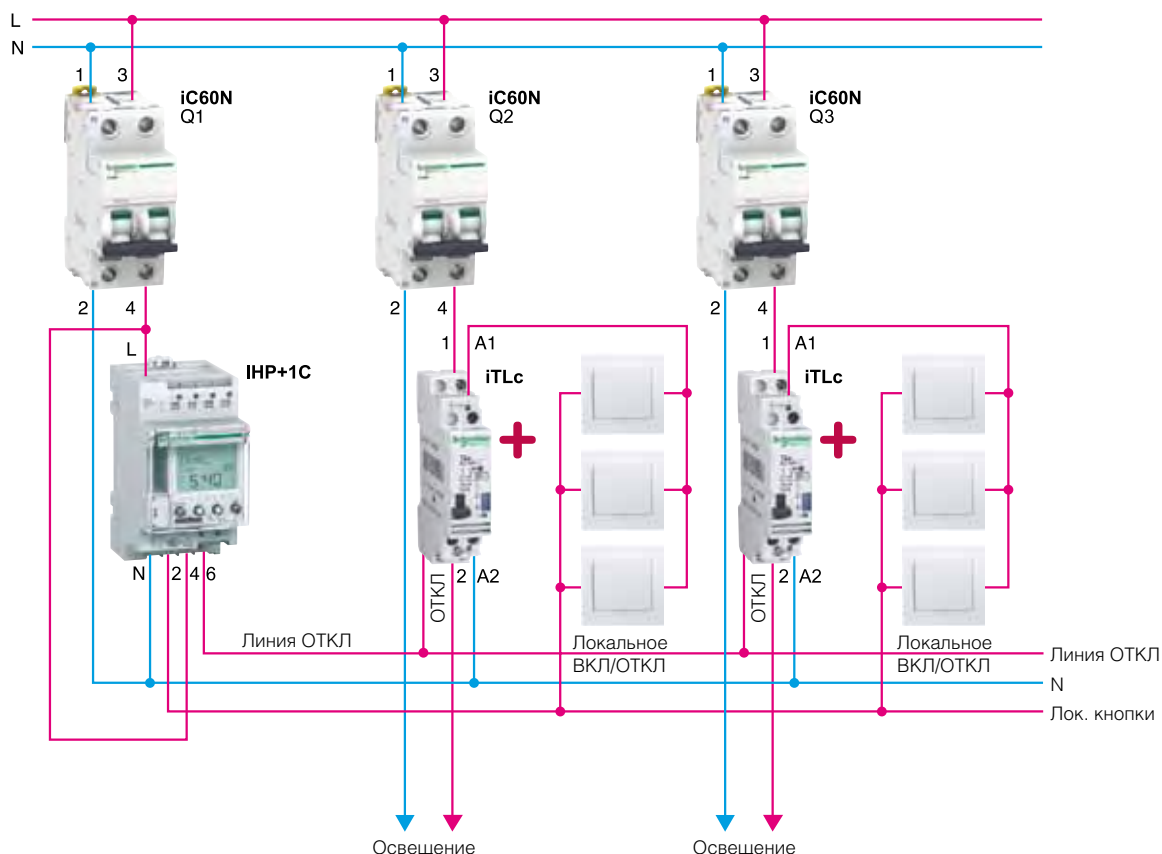 L
N
1 3
iC60N
Q1
1 3
iC60N
Q2
1 3
iC60N
Q3
2 4
2 4
2 4
L
IHP+1C
1 A1
iTLc
1 A1
iTLc
N 2 4 6
ОТКЛ 2 A2
ОТКЛ 2 A2
Линия ОТКЛ
Локальное
ВКЛ/ОТКЛ
Локальное
ВКЛ/ОТКЛ
Линия ОТКЛ
N
Лок. кнопки
Освещение
Освещение